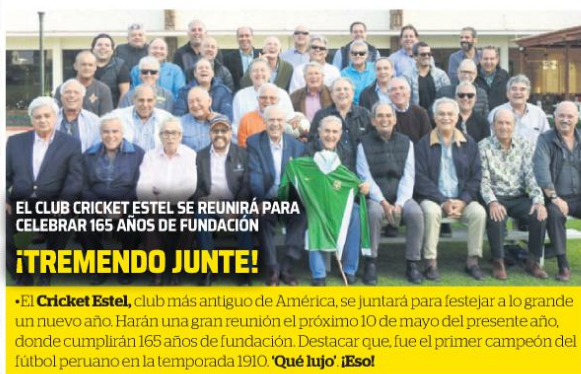 EL CLUB CRICKET ESTEL SE REUNIRÁ PARA
CELEBRAR 165 AÑOS DE FUNDACIÓN
¡TREMENDO JUNTE!
•El Cricket Estel, club más antiguo de América, se juntará para festejar a lo grande
un nuevo año. Harán una gran reunión el próximo 10 de mayo del presente año,
donde cumplirán 165 años de fundación. Destacar que, fue el primer campeón del
fútbol peruano en la temporada 1910. ‘Qué lujo’. ¡Eso!